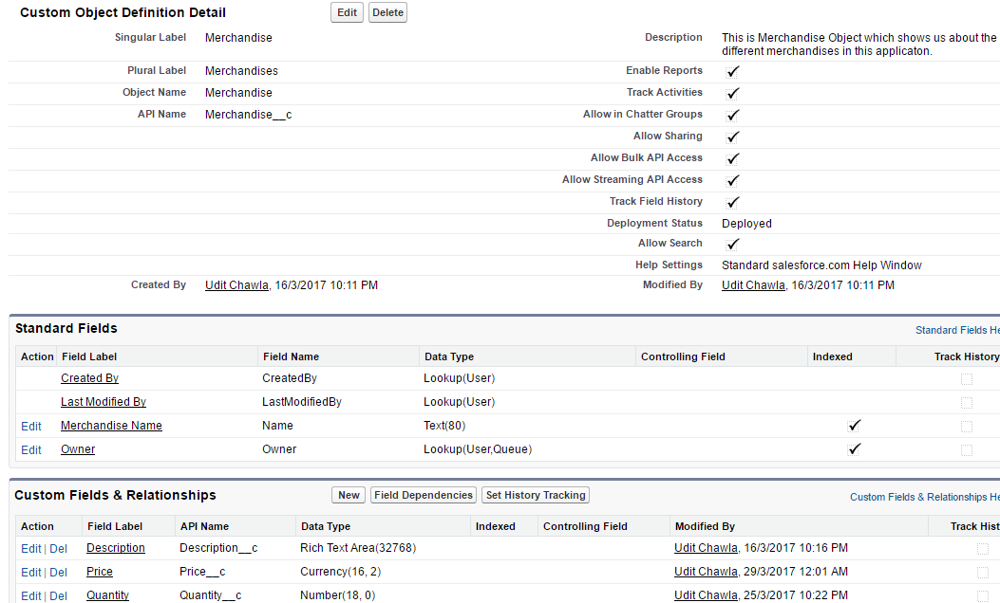 Custom Object Definition Detail Edit Delete
Singular Label Merchandise Description This is Merchandise Object which shows us about the
different merchandises in this applicaton.
Plural Label Merchandises Enable Reports
Object Name Merchandise Track Activities
API Name Merchandise__c Allow in Chatter Groups
Allow Sharing
Allow Bulk API Access
Allow Streaming API Access
Track Field History
Deployment Status Deployed
Allow Search
Help Settings Standard salesforce.com Help Window
Created By Udit Chawla, 16/3/2017 10:11 PM Modified By Udit Chawla, 16/3/2017 10:11 PM
Standard Fields Standard Fields He
Action Field Label Field Name Data Type Controlling Field Indexed Track History
Created By CreatedBy Lookup(User)
Last Modified By LastModifiedBy Lookup(User)
Edit Merchandise Name Name Text(80)
Edit Owner Owner Lookup(User,Queue)
Custom Fields & Relationships New Field Dependencies Set History Tracking Custom Fields & Relationships He
Action Field Label API Name Data Type Indexed Controlling Field Modified By Track Hist
Edit | Del Description Description__c Rich Text Area(32768) Udit Chawla, 16/3/2017 10:16 PM
Edit | Del Price Price__c Currency(16, 2) Udit Chawla, 29/3/2017 12:01 AM
Edit | Del Quantity Quantity__c Number(18, 0) Udit Chawla, 25/3/2017 10:22 PM